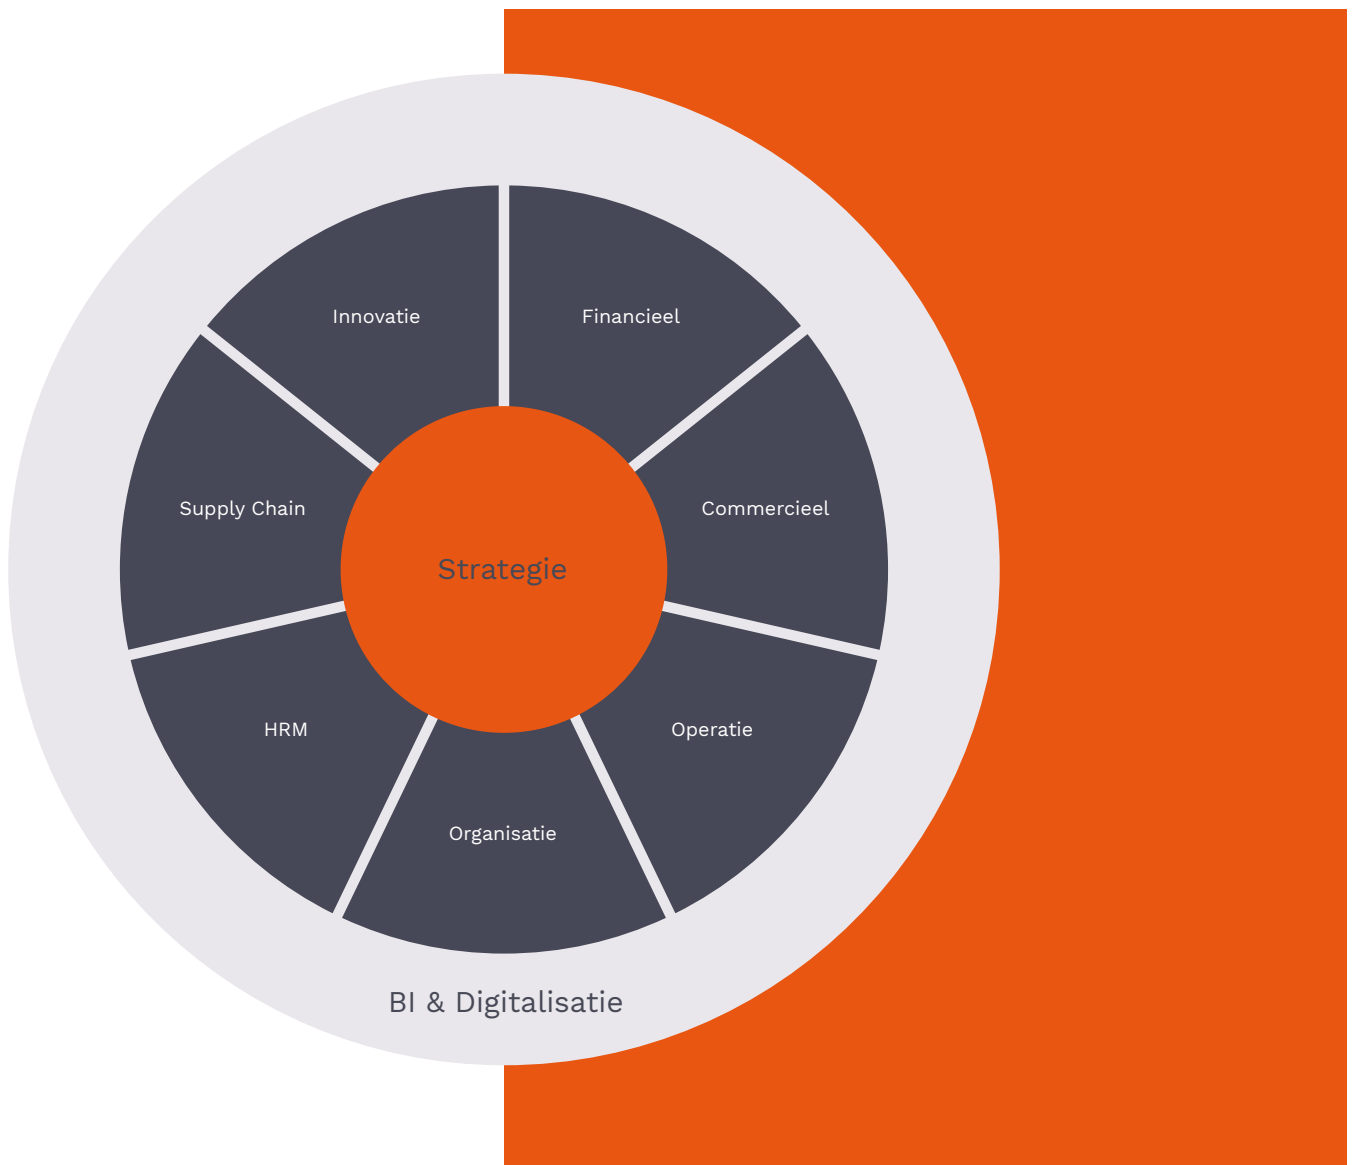 Innovatie
Financieel
Supply Chain
Commercieel
Strategie
HRM
Operatie
Organisatie
BI & Digitalisatie